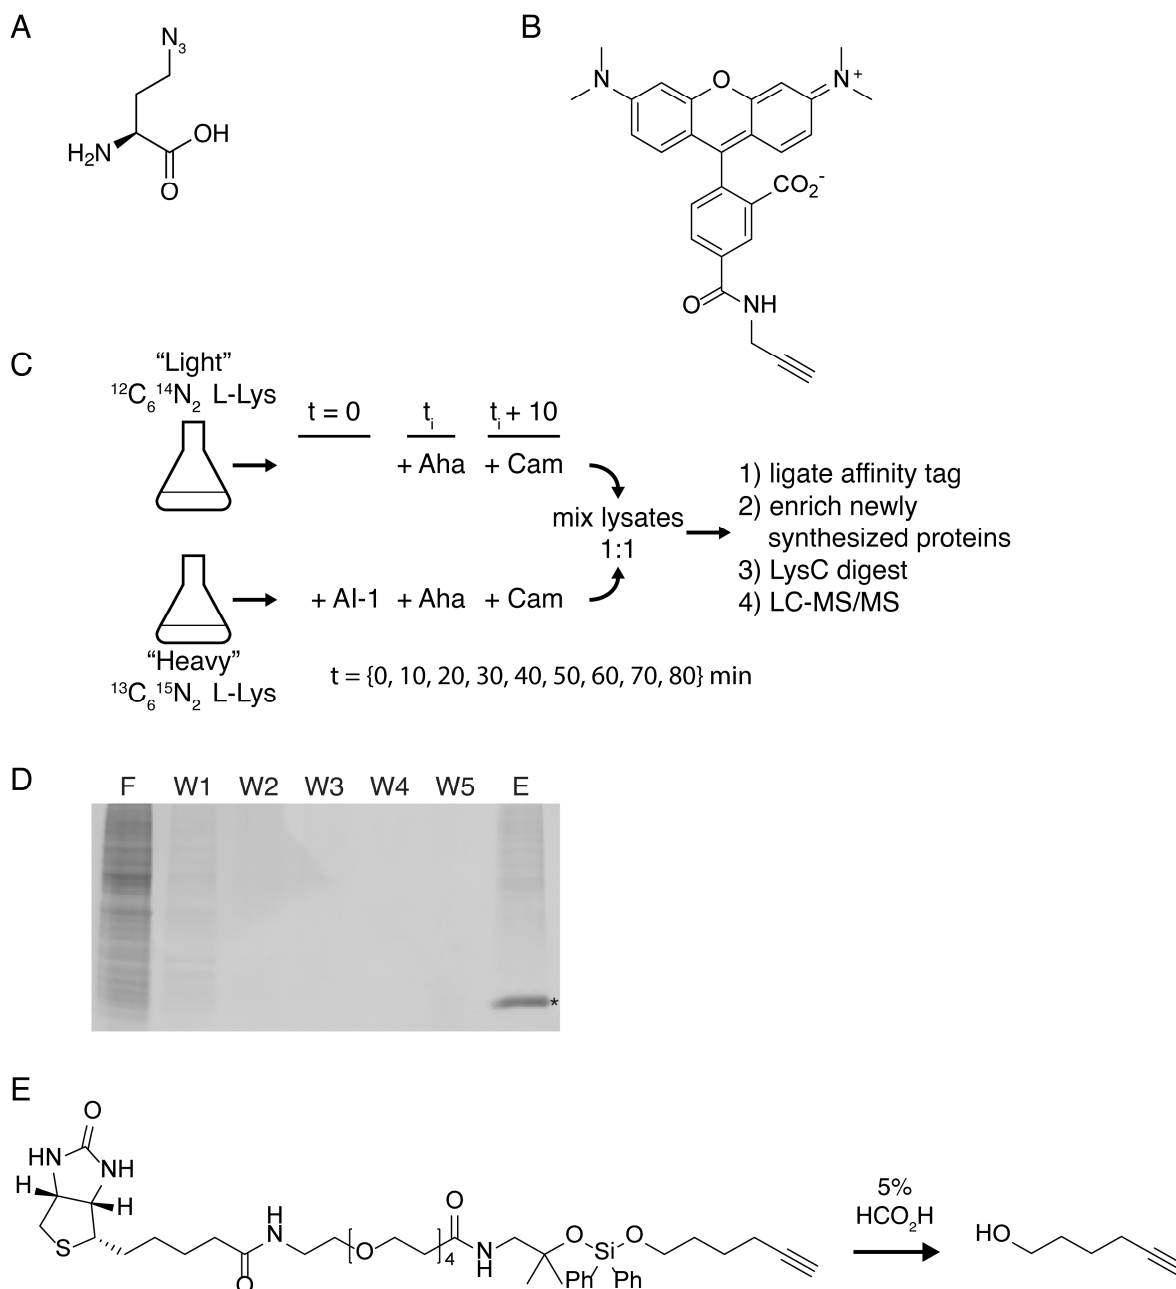 A
N3
H2N
OH
O
B
N
O
N+
CO2-
O
NH
C
“Light”
12C6 14N2 L-Lys
t = 0
ti
ti + 10
+ Aha
+ Cam
mix lysates
1:1
1) ligate affinity tag
2) enrich newly
synthesized proteins
3) LysC digest
4) LC-MS/MS
+ AI-1
+ Aha
+ Cam
“Heavy”
13C6 15N2 L-Lys
t = {0, 10, 20, 30, 40, 50, 60, 70, 80} min
D
F W1 W2 W3 W4 W5 E
*
E
O
HN
NH
H
H
S
O
H
N
O
4
O
N
H
O
Si
O
Ph
Ph
5%
HCO2H
HO